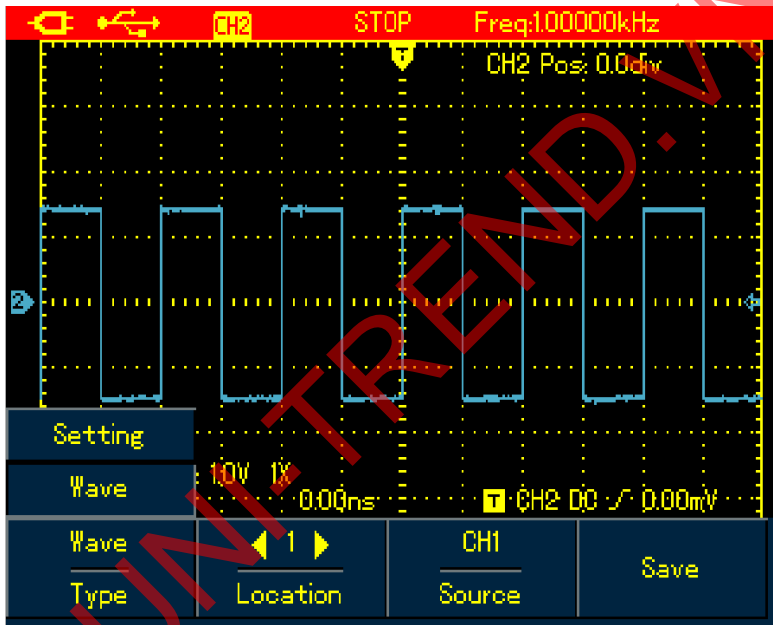 CH2 STOP Freq:1.00000kHz
T
CH2 Pos: 0.0div
2
Setting
: 1.0V 1X
Wave
0.00ns T CH2 DC 0.00mV
Wave 1 CH1 Save
Type Location Source
UNI-TREND.